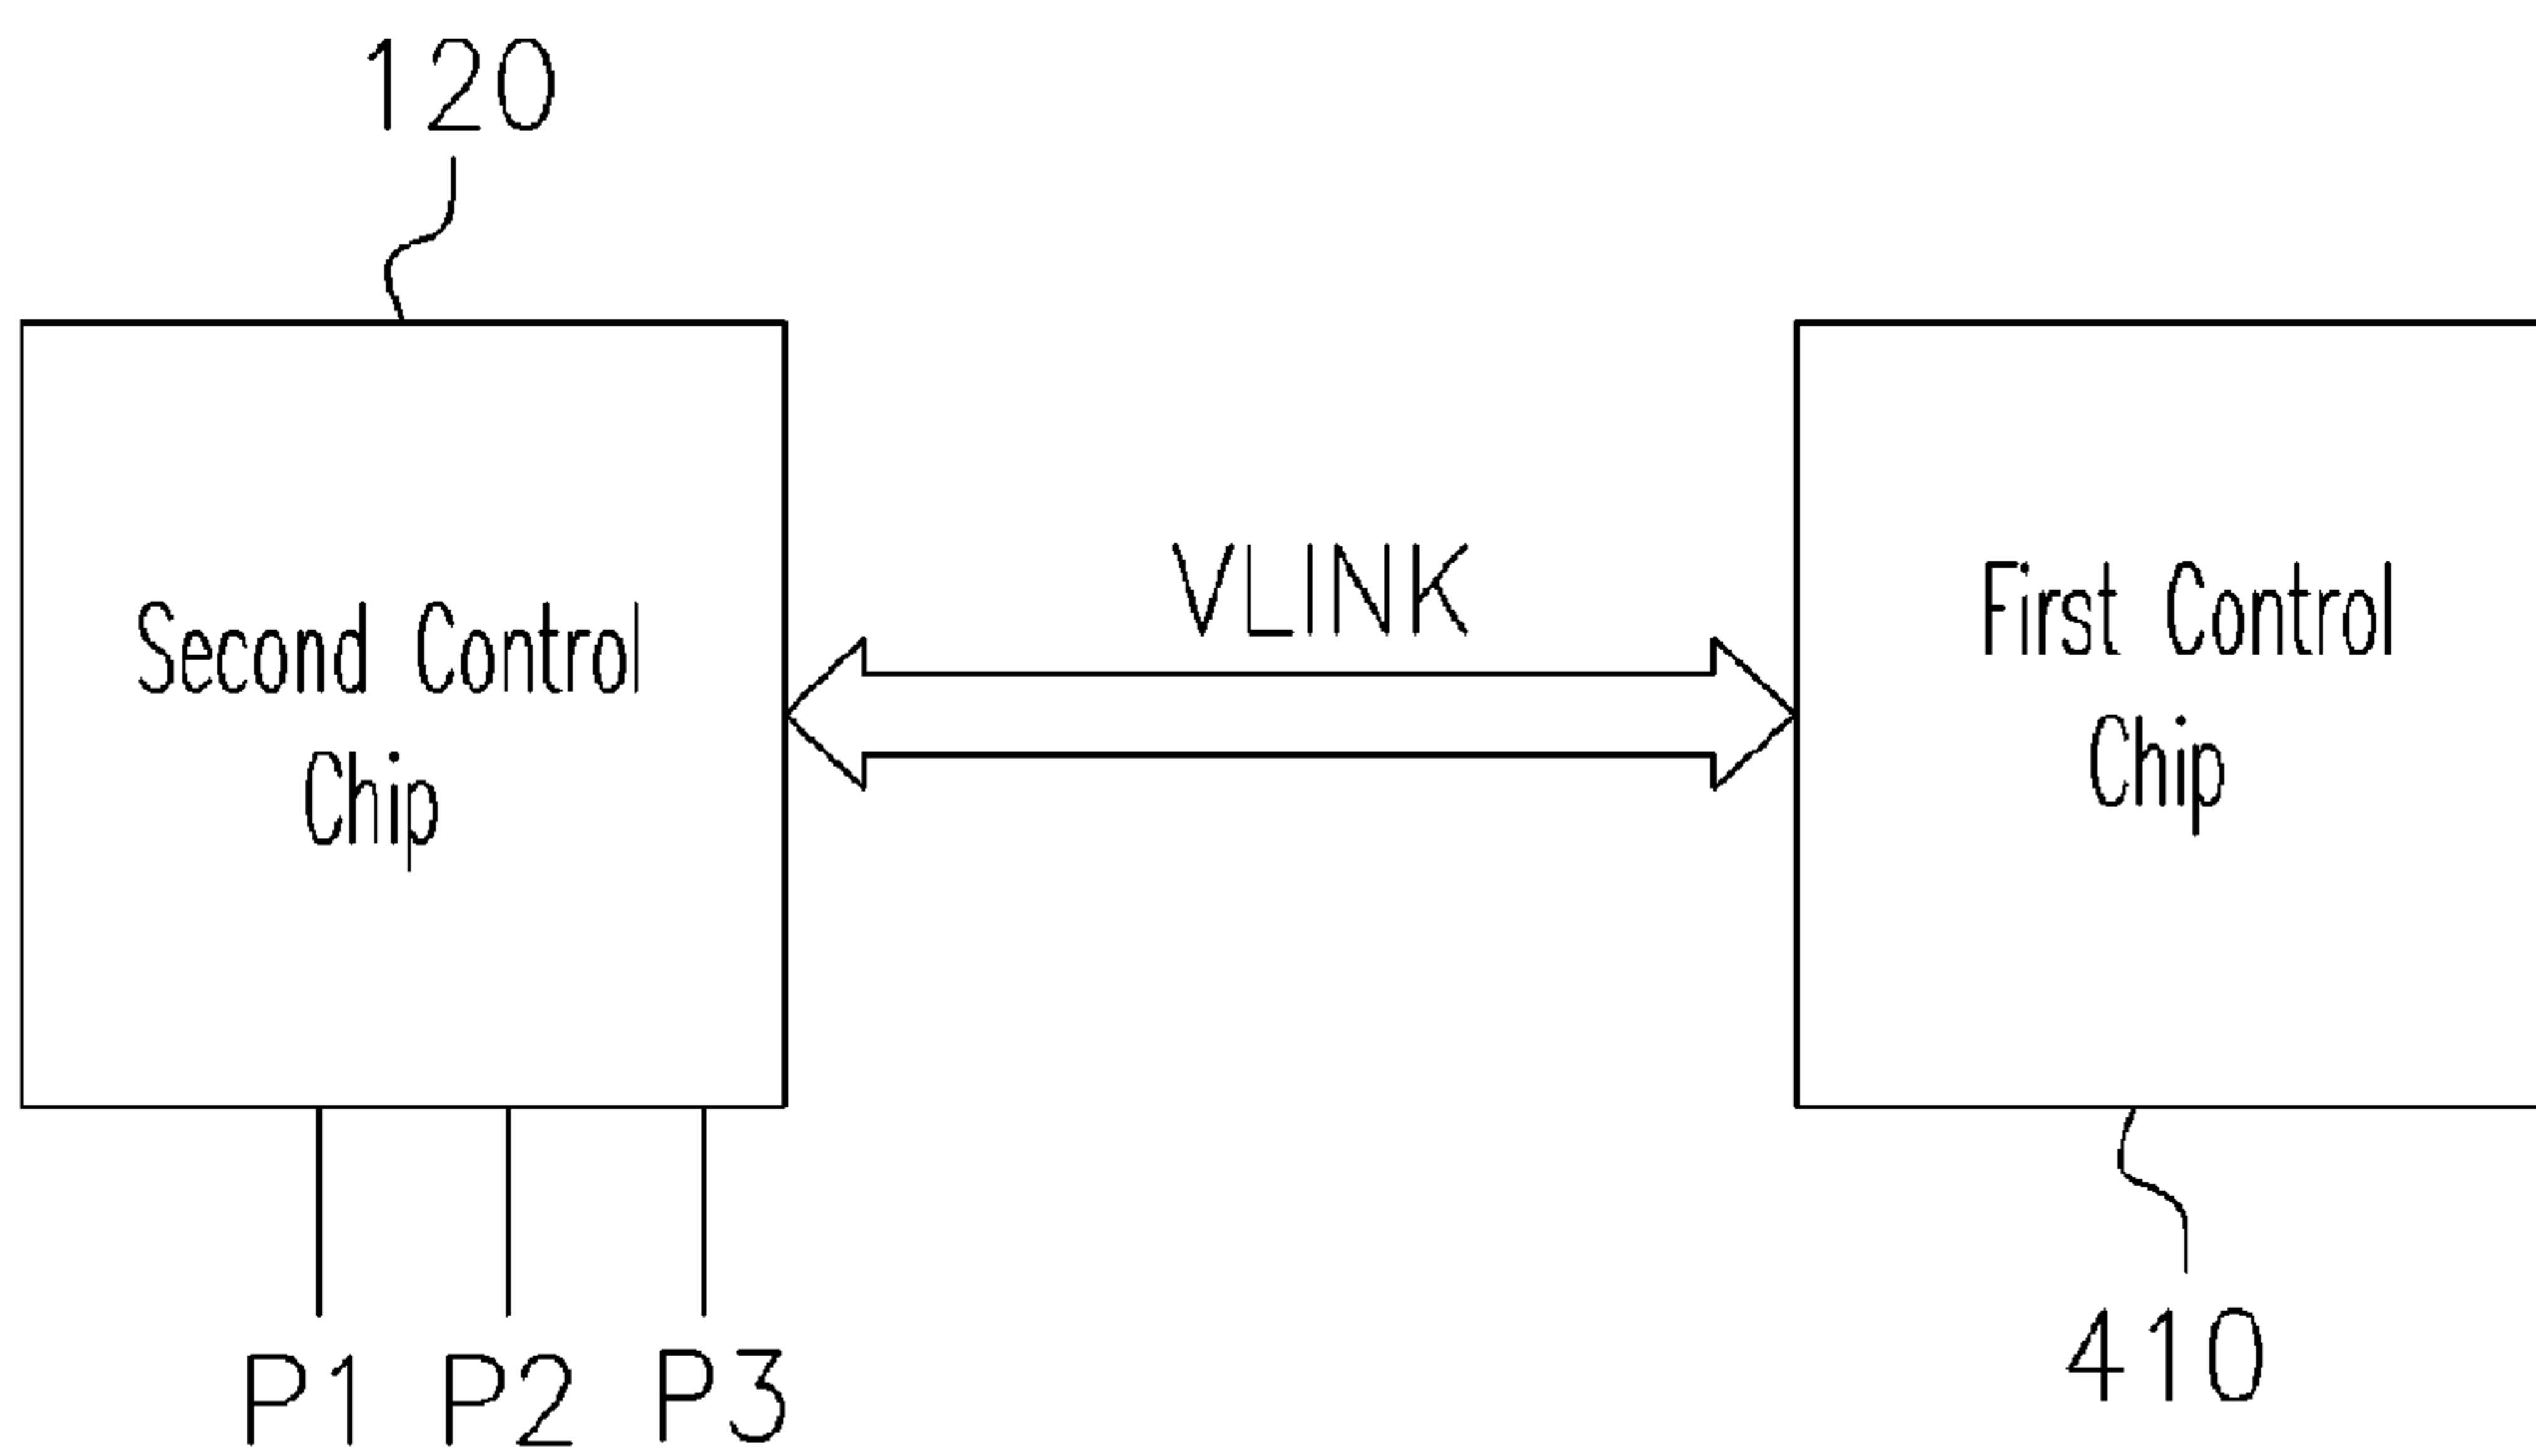 120
Second Control
Chip
VLINK
First Control
Chip
P1 P2 P3
410